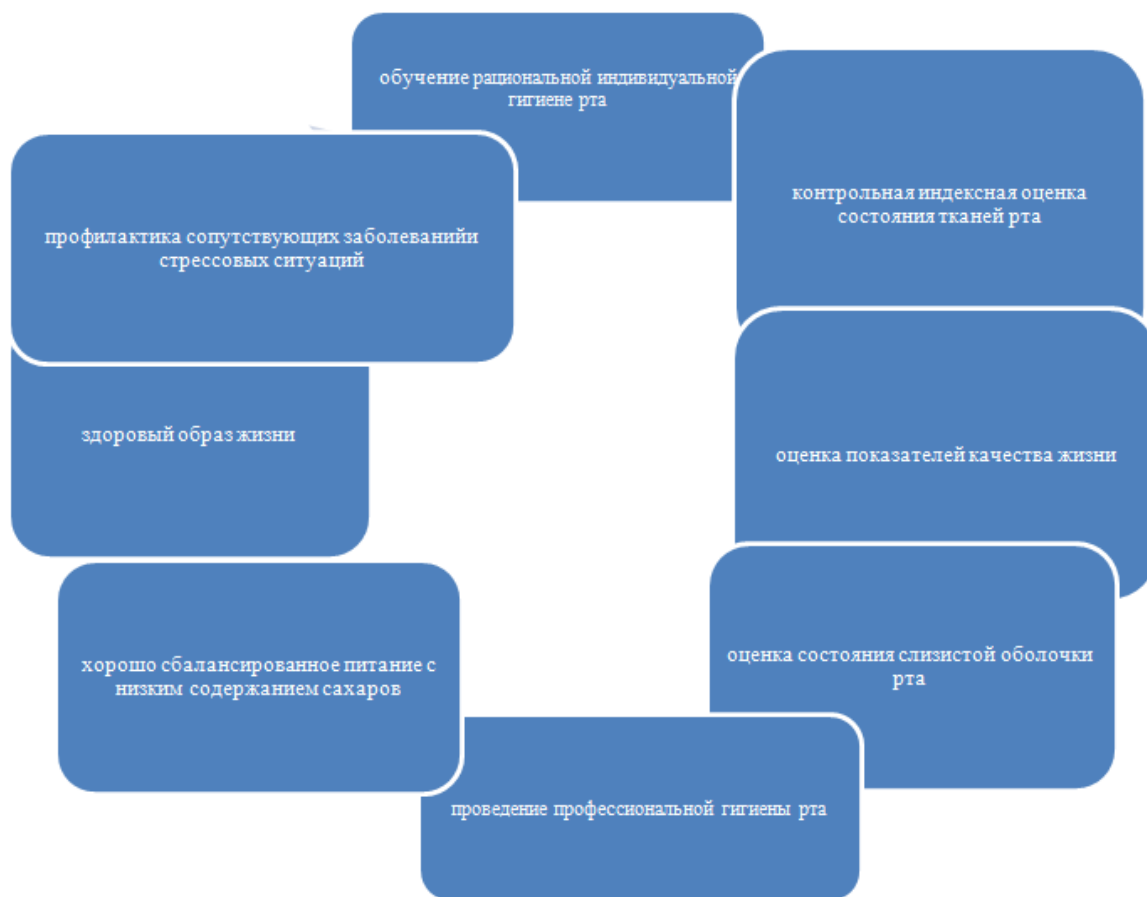 обучение рациональной индивидуальной
гигиене рта
контрольная индексная оценка
состояния тканей рта
оценка показателей качества жизни
оценка состояния слизистой оболочки
рта
проведение профессиональной гигиены рта
хорошо сбалансированное питание с
низким содержанием сахаров
здоровый образ жизни
профилактика сопутствующих заболеванийи
стрессовых ситуаций